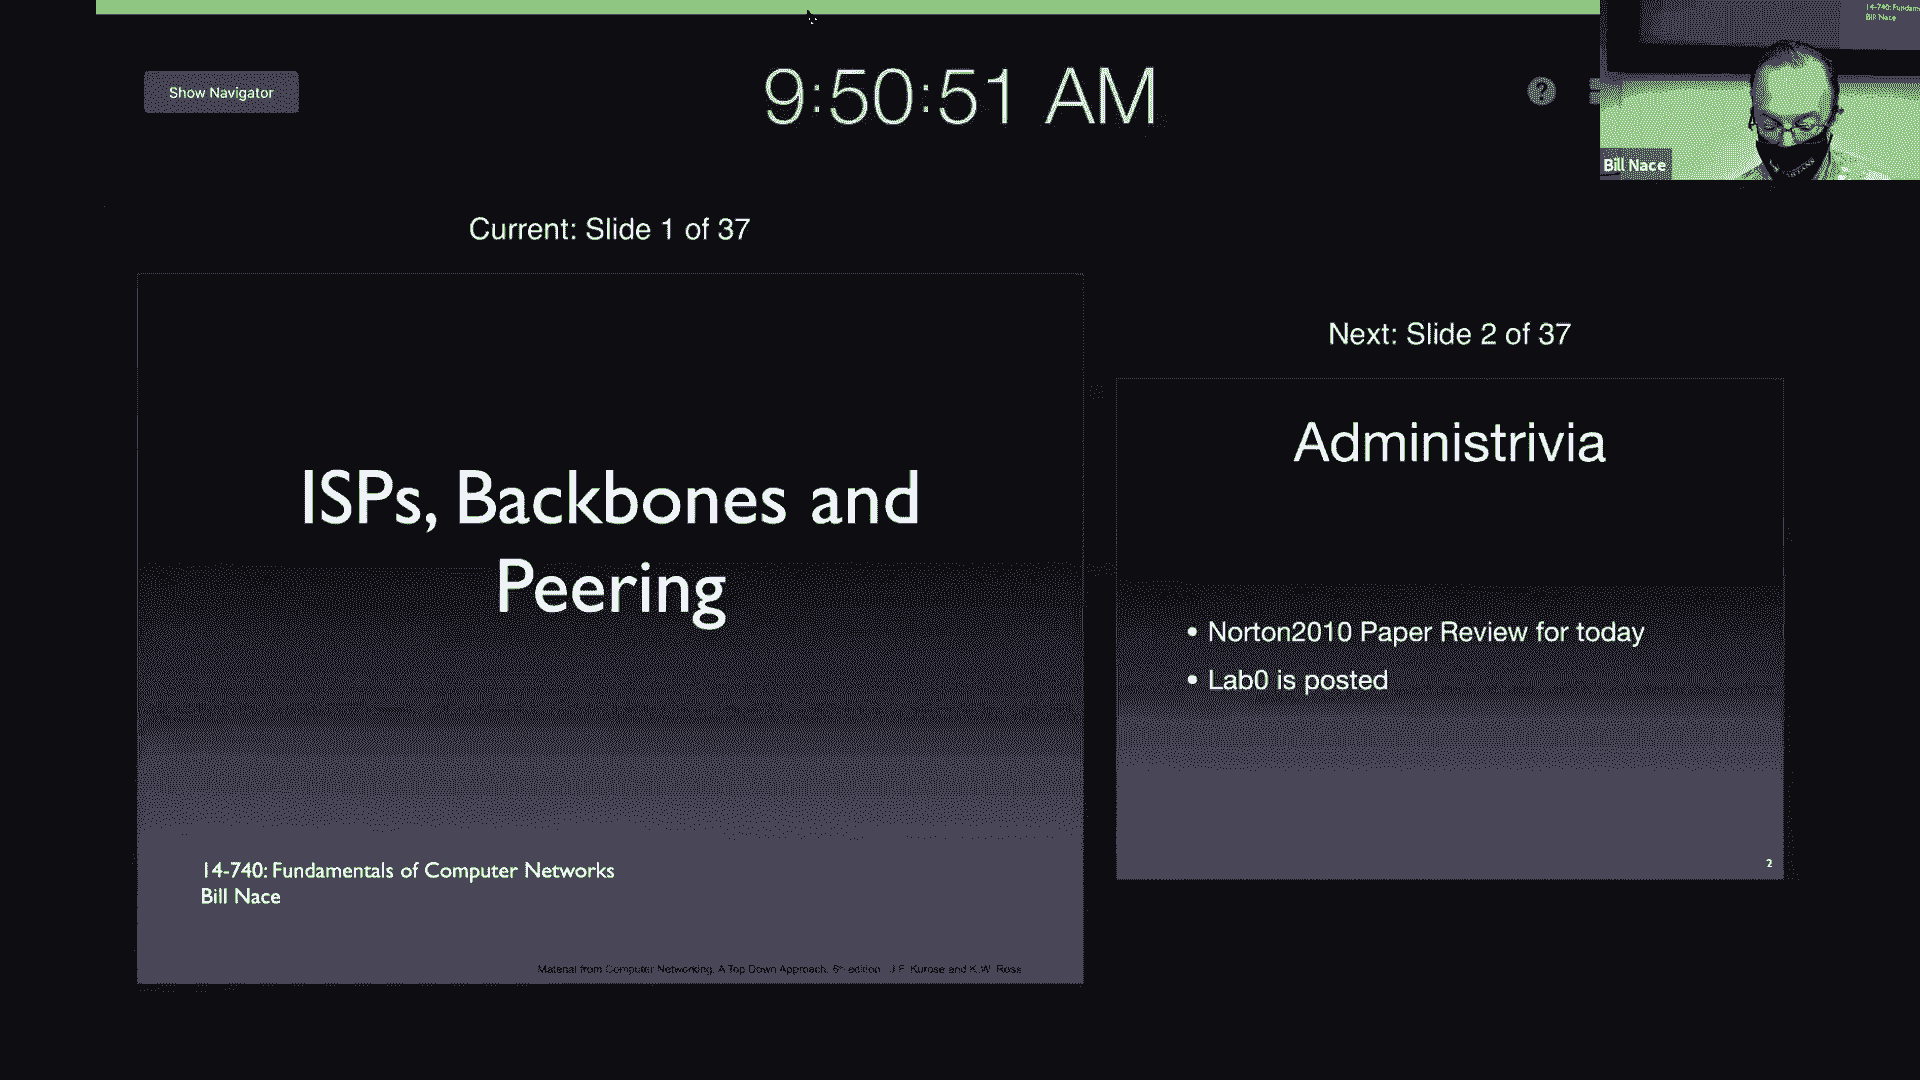 Show Navigator
9:50:51 AM
?
14-740: Fundam
Bill Nace
Bill Nace
Current: Slide 1 of 37
ISPs, Backbones and
Peering
14-740: Fundamentals of Computer Networks
Bill Nace
Material from Computer Networking, A Top Down Approach, 6th edition. J.F. Kurose and K.W. Ross
Next: Slide 2 of 37
Administrivia
• Norton2010 Paper Review for today
• Lab0 is posted
2